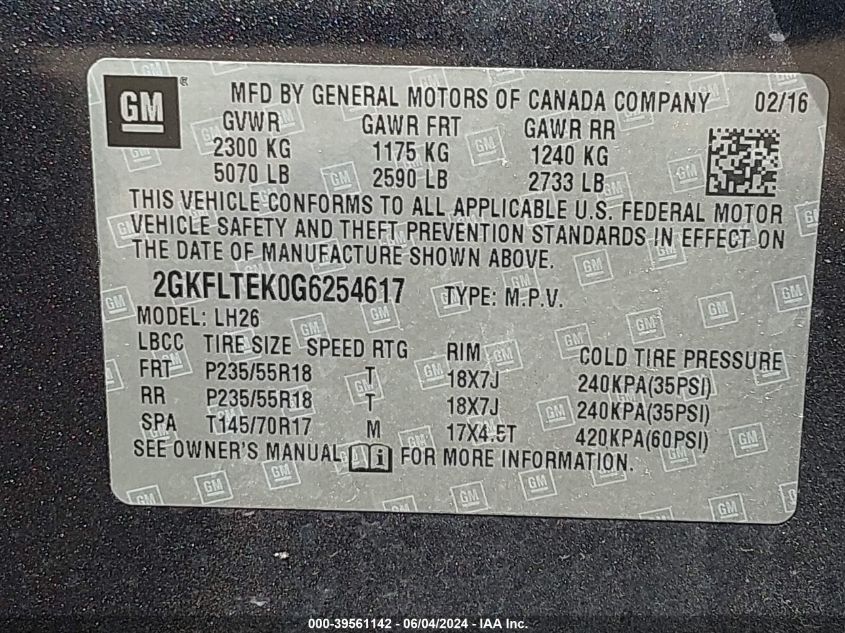 GM ® MFD BY GENERAL MOTORS OF CANADA COMPANY 02/16
GVWR GAWR FRT GAWR RR
2300 KG 1175 KG 1240 KG
5070 LB 2590 LB 2733 LB
THIS VEHICLE CONFORMS TO ALL APPLICABLE U.S. FEDERAL MOTOR
VEHICLE SAFETY AND THEFT PREVENTION STANDARDS IN EFFECT ON
THE DATE OF MANUFACTURE SHOWN ABOVE.
2GKFLTEK0G6254617 TYPE: M.P.V.
MODEL: LH26
LBCC TIRE SIZE SPEED RTG RIM COLD TIRE PRESSURE
FRT P235/55R18 T 18X7J 240KPA(35PSI)
RR P235/55R18 T 18X7J 240KPA(35PSI)
SPA T145/70R17 M 17X4.5T 420KPA(60PSI)
SEE OWNER'S MANUAL i FOR MORE INFORMATION.
000-39561142 - 06/04/2024 - IAA Inc.